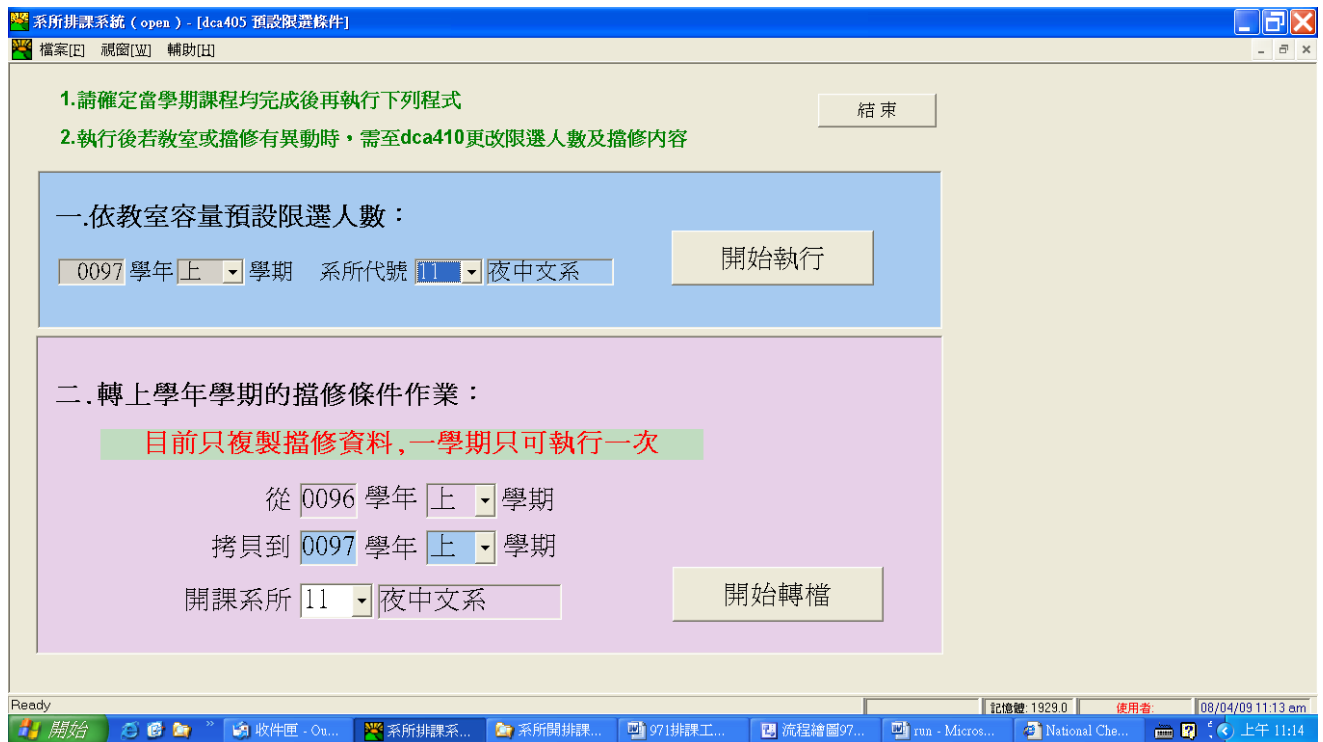 系所排課系統 ( open ) - [dca405 預設限選條件]
檔案[F] 視窗[W] 輔助[H]
1.請確定當學期課程均完成後再執行下列程式
結束
2.執行後若教室或擋修有異動時，需至dca410更改限選人數及擋修內容
一.依教室容量預設限選人數：
0097 學年 上 學期 系所代號 11 夜中文系
開始執行
二.轉上學年學期的擋修條件作業：
目前只複製擋修資料,一學期只可執行一次
從 0096 學年 上 學期
拷貝到 0097 學年 上 學期
開課系所 11 夜中文系
開始轉檔
Ready 記憶體: 1929.0 使用者: 08/04/09 11:13 am
開始 收件匣 - Ou... 系所排課系... 系所開排課... 971排課工... 流程繪圖97... run - Micros... National Che... 上午 11:14